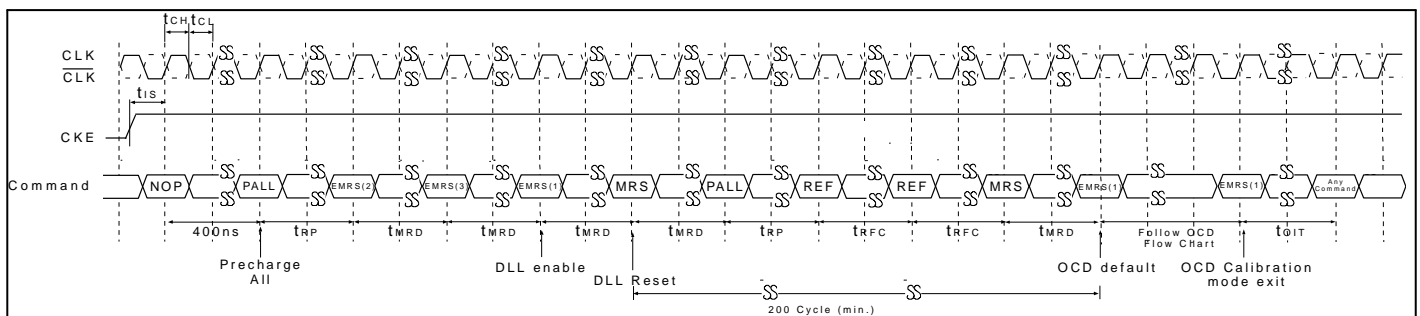 tCH tCL
CLK
CLK
tIS
CKE
Command NOP PALL EMRS(2) EMRS(3) EMRS(1) MRS PALL REF REF MRS EMRS(1) EMRS(1) Any Command
400ns tRP tMRD tMRD tMRD tMRD tRP tRFC tRFC tMRD Follow OCD Flow Chart tOIT
Precharge All
DLL enable
DLL Reset
OCD default
OCD Calibration mode exit
200 Cycle (min.)